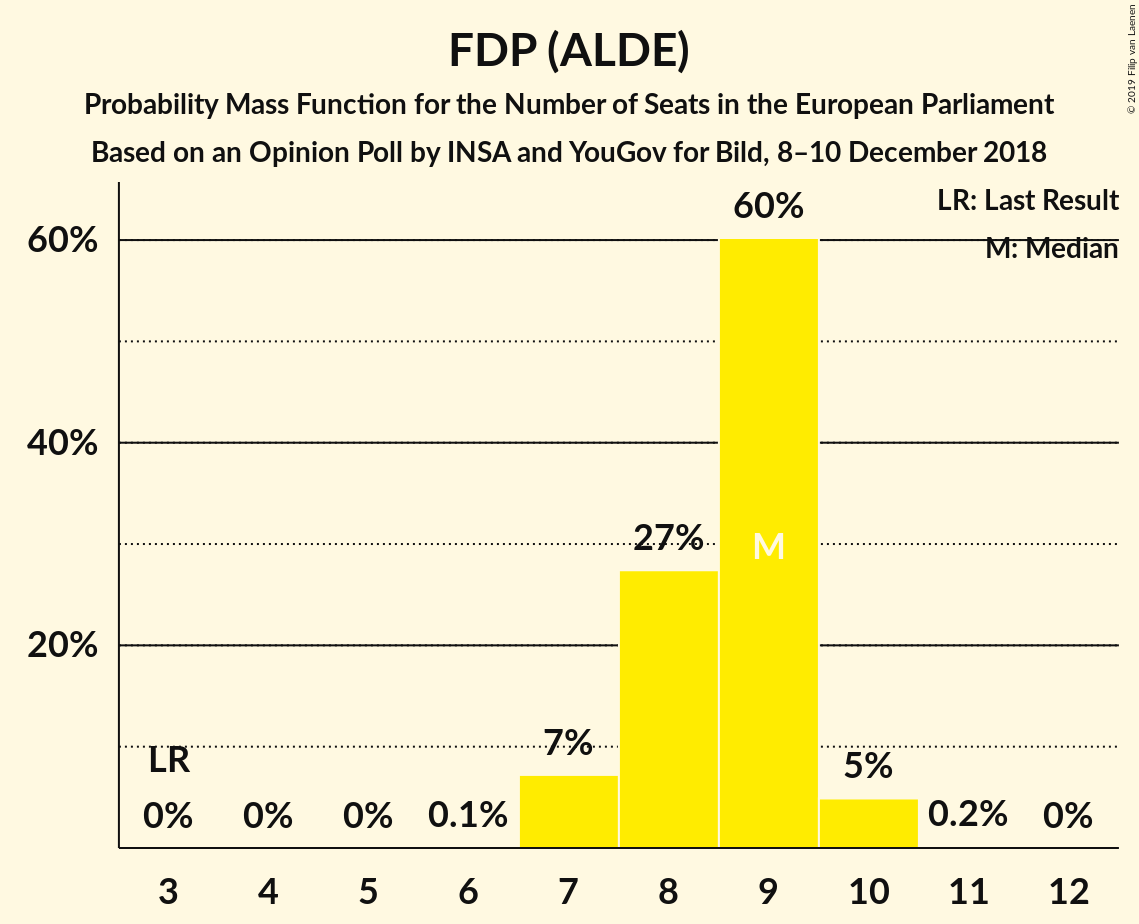 FDP (ALDE)
Probability Mass Function for the Number of Seats in the European Parliament
Based on an Opinion Poll by INSA and YouGov for Bild, 8–10 December 2018
© 2019 Filip van Laenen
LR: Last Result
M: Median
60%
40%
20%
LR
0%
0%
0%
0.1%
7%
27%
60%
M
5%
0.2%
0%
3 4 5 6 7 8 9 10 11 12